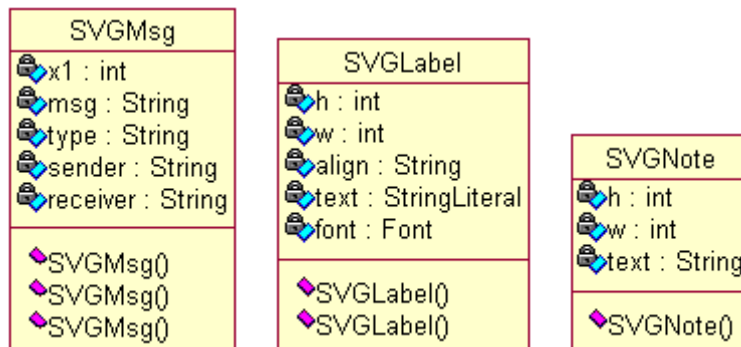 SVGMsg
x1 : int
msg : String
type : String
sender : String
receiver : String
SVGMsg()
SVGMsg()
SVGMsg()
SVGLabel
h : int
w : int
align : String
text : StringLiteral
font : Font
SVGLabel()
SVGLabel()
SVGNote
h : int
w : int
text : String
SVGNote()